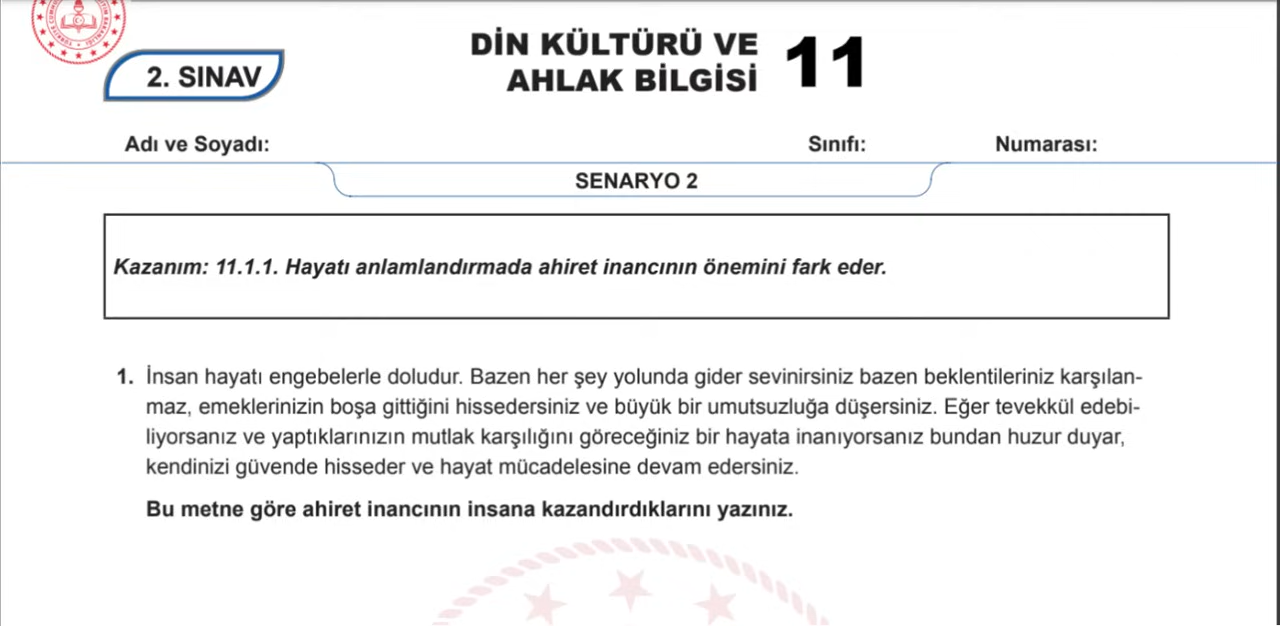 2. SINAV
DİN KÜLTÜRÜ VE
AHLAK BİLGİSİ
11
Adı ve Soyadı:
Sınıfı:
Numarası:
SENARYO 2
Kazanım: 11.1.1. Hayatı anlamlandırmada ahiret inancının önemini fark eder.
1. İnsan hayatı engebelerle doludur. Bazen her şey yolunda gider sevinirsiniz bazen beklentileriniz karşılan-
maz, emeklerinizin boşa gittiğini hissedersiniz ve büyük bir umutsuzluğa düşersiniz. Eğer tevekkül edebi-
liyorsanız ve yaptıklarınızın mutlak karşılığını göreceğiniz bir hayata inanıyorsanız bundan huzur duyar,
kendinizi güvende hisseder ve hayat mücadelesine devam edersiniz.
Bu metne göre ahiret inancının insana kazandırdıklarını yazınız.